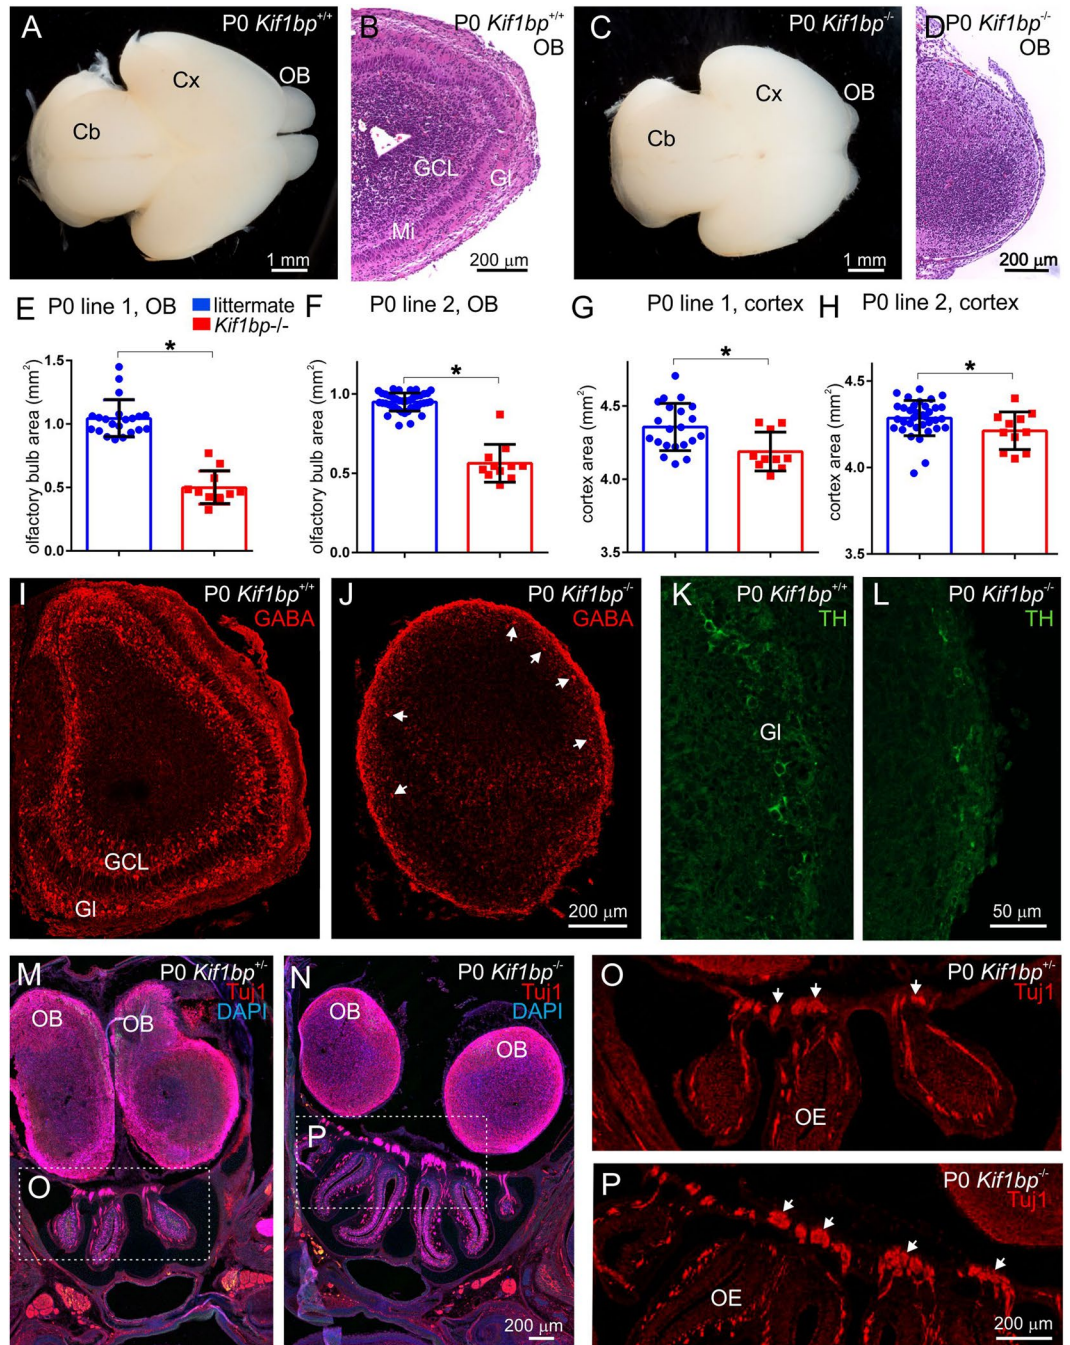 A
P0 Kif1bp+/+
Cx
OB
Cb
1 mm
B
P0 Kif1bp+/+
OB
GCL
Gl
Mi
200 µm
C
P0 Kif1bp-/-
Cx
OB
Cb
1 mm
D
P0 Kif1bp-/-
OB
200 µm
E
P0 line 1, OB
littermate
Kif1bp-/-
*
olfactory bulb area (mm2)
1.5
1.0
0.5
0.0
F
P0 line 2, OB
*
olfactory bulb area (mm2)
1.0
0.5
0.0
G
P0 line 1, cortex
*
cortex area (mm2)
4.5
4.0
3.5
H
P0 line 2, cortex
*
cortex area (mm2)
4.5
4.0
3.5
I
P0 Kif1bp+/+
GABA
GCL
Gl
J
P0 Kif1bp-/-
GABA
200 µm
K
P0 Kif1bp+/+
TH
Gl
L
P0 Kif1bp-/-
TH
50 µm
M
P0 Kif1bp+/-
Tuj1
DAPI
OB
OB
O
N
P0 Kif1bp-/-
Tuj1
DAPI
OB
OB
P
200 µm
O
P0 Kif1bp+/-
Tuj1
OE
P
P0 Kif1bp-/-
Tuj1
OE
200 µm